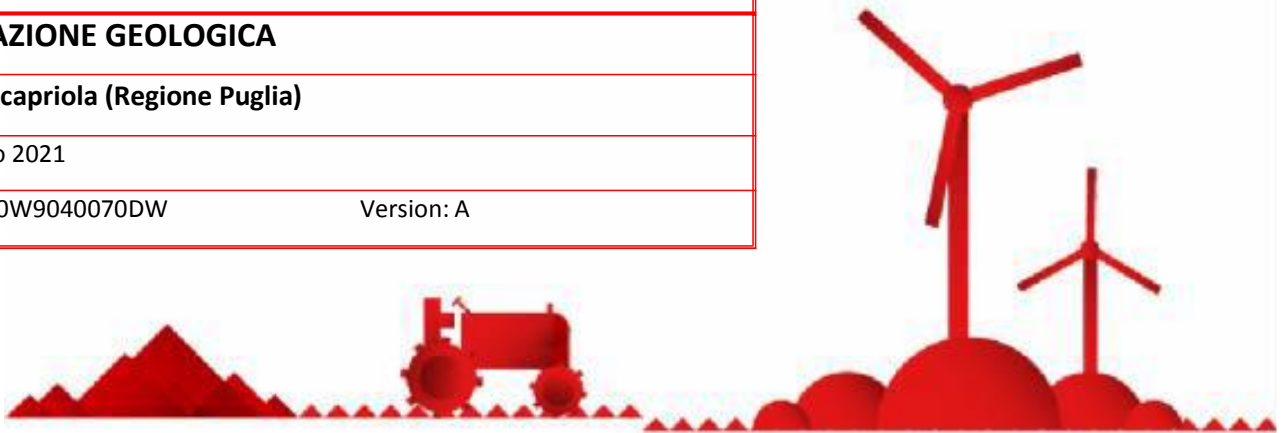 AZIONE GEOLOGICA
capriola (Regione Puglia)
o 2021
0W9040070DW Version: A